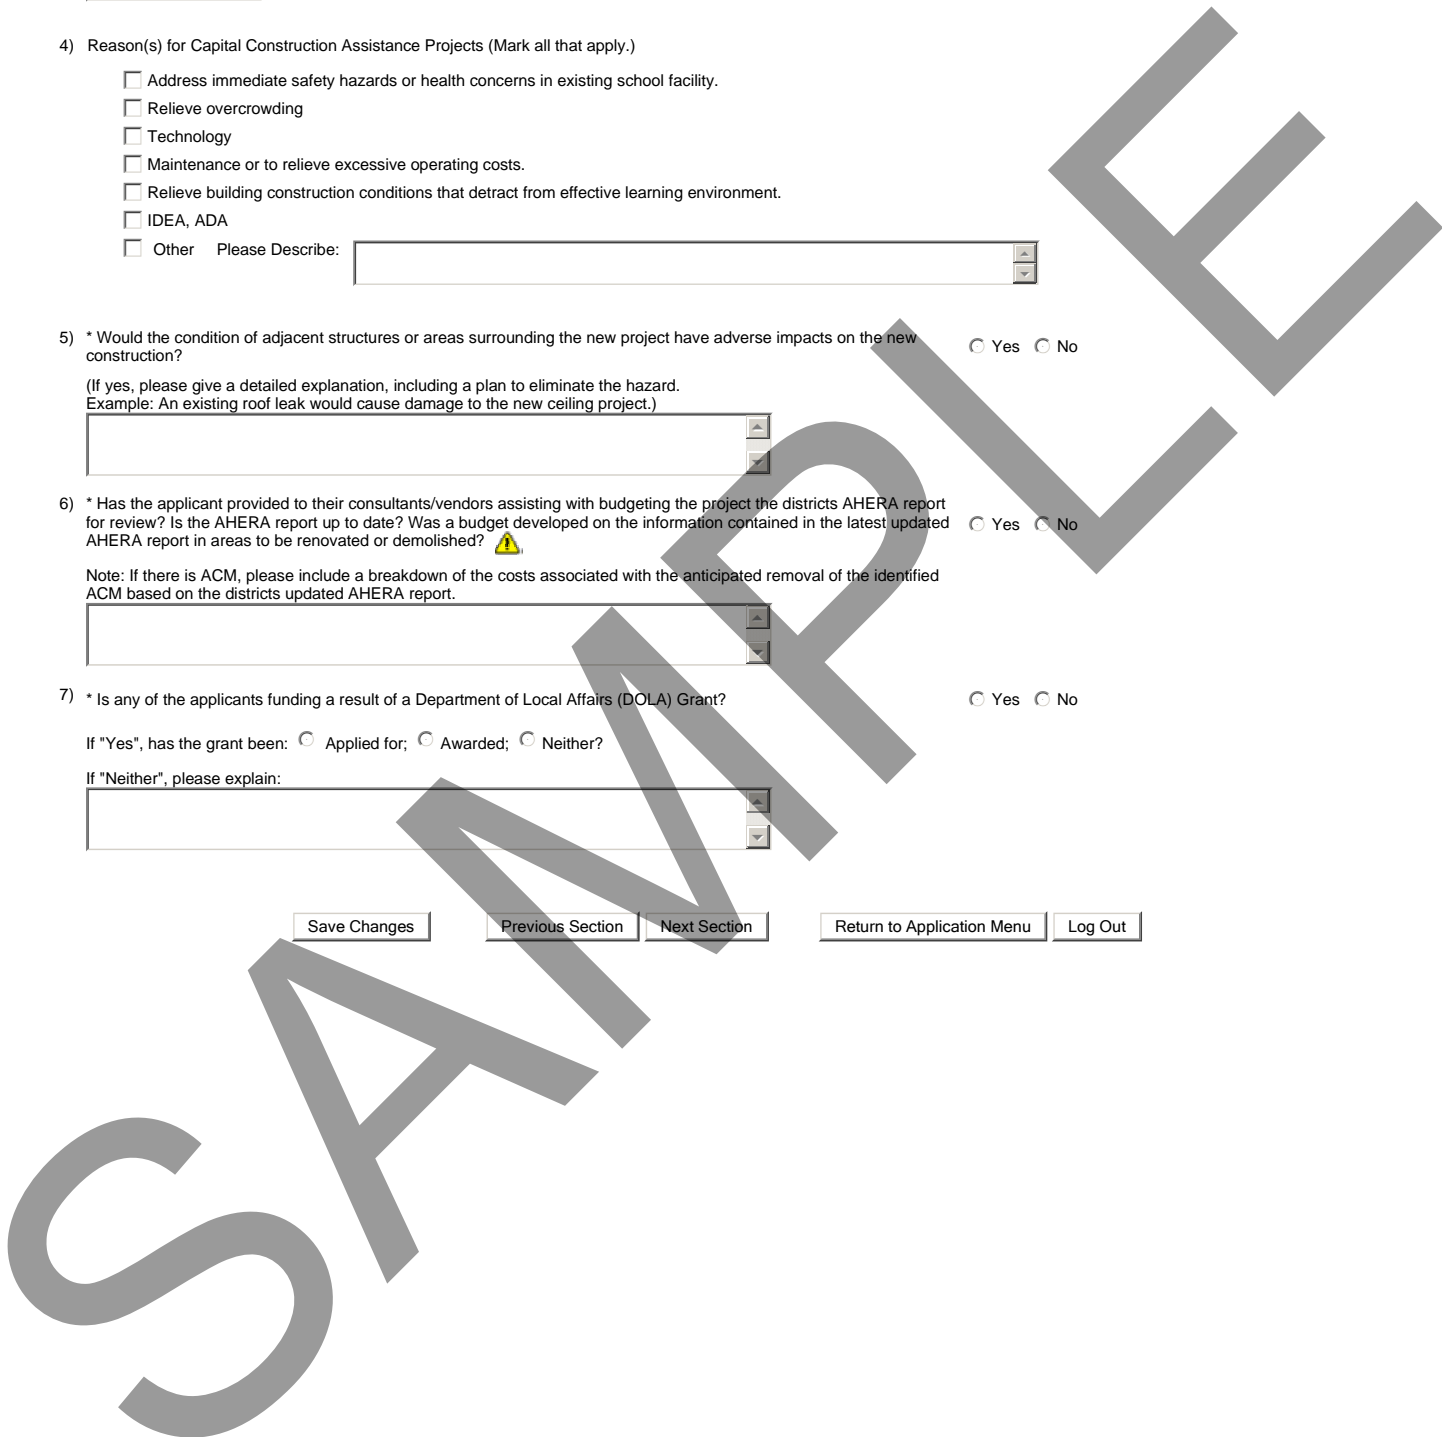 4) Reason(s) for Capital Construction Assistance Projects (Mark all that apply.)
Address immediate safety hazards or health concerns in existing school facility.
Relieve overcrowding
Technology
Maintenance or to relieve excessive operating costs.
Relieve building construction conditions that detract from effective learning environment.
IDEA, ADA
Other Please Describe:
5) * Would the condition of adjacent structures or areas surrounding the new project have adverse impacts on the new
construction?
Yes No
(If yes, please give a detailed explanation, including a plan to eliminate the hazard.
Example: An existing roof leak would cause damage to the new ceiling project.)
6) * Has the applicant provided to their consultants/vendors assisting with budgeting the project the districts AHERA report
for review? Is the AHERA report up to date? Was a budget developed on the information contained in the latest updated
AHERA report in areas to be renovated or demolished?
Yes No
Note: If there is ACM, please include a breakdown of the costs associated with the anticipated removal of the identified
ACM based on the districts updated AHERA report.
7) * Is any of the applicants funding a result of a Department of Local Affairs (DOLA) Grant? Yes No
If "Yes", has the grant been: Applied for; Awarded; Neither?
If "Neither", please explain:
Save Changes Previous Section Next Section Return to Application Menu Log Out
SAMPLE